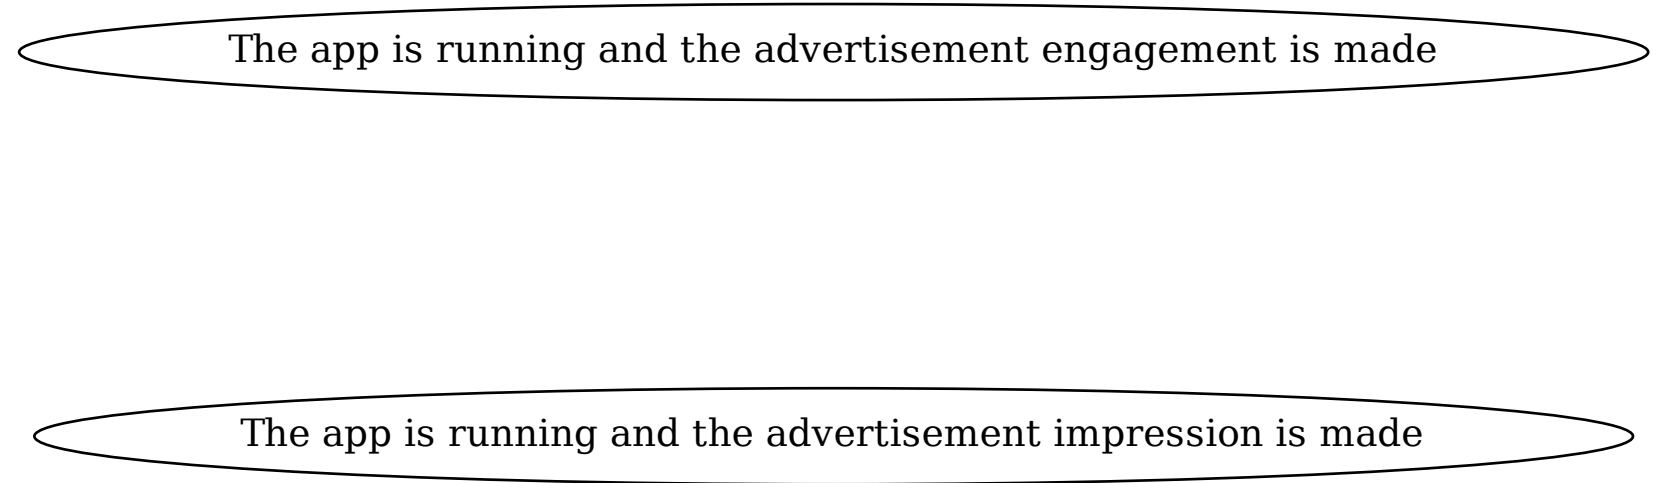 The app is running and the advertisement engagement is made
The app is running and the advertisement impression is made